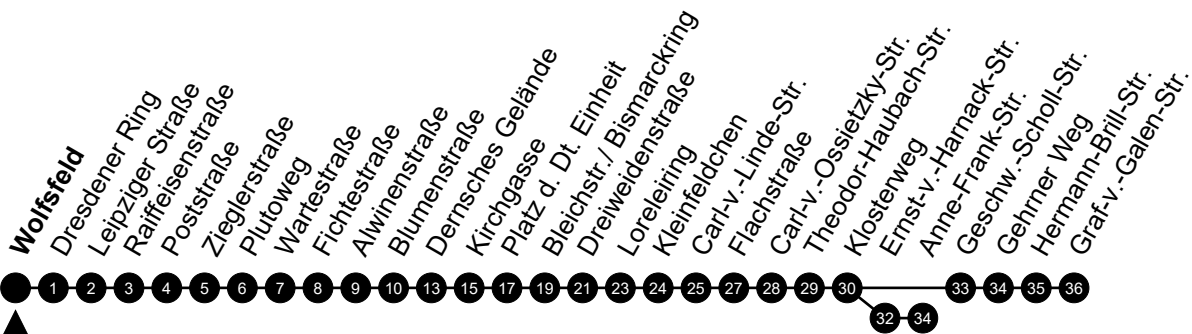 Wolfsfeld
Dresdener Ring
Leipziger Straße
Raiffeisenstraße
Poststraße
Zieglerstraße
Plutoweg
Wartestraße
Fichtestraße
Alwinenstraße
Blumenstraße
Dernsches Gelände
Kirchgasse
Platz d. Dt. Einheit
Bleichstr./ Bismarckring
Dreiweidenstraße
Loreleiring
Kleinfeldchen
Carl-v.-Linde-Str.
Flachstraße
Carl-v.-Ossietzky-Str.
Theodor-Haubach-Str.
Klostenweg
Ernst-v.-Harnack-Str.
Anne-Frank-Str.
Geschw.-Scholl-Str.
Gehrner Weg
Hermann-Brill-Str.
Graf-v.-Galen-Str.
1 2 3 4 5 6 7 8 9 10 13 15 17 19 21 23 24 25 27 28 29 30 33 34 35 36
32 34